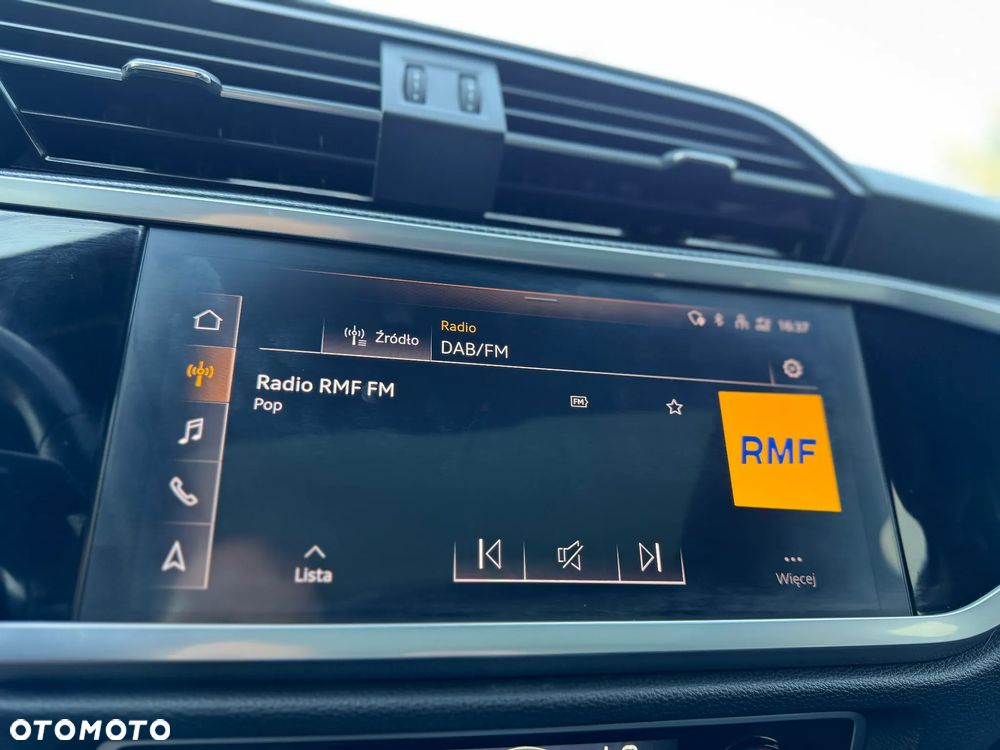 Źródło
Radio
DAB/FM
16:37
Radio RMF FM
Pop
FM
RMF
Lista
Więcej
OTOMOTO